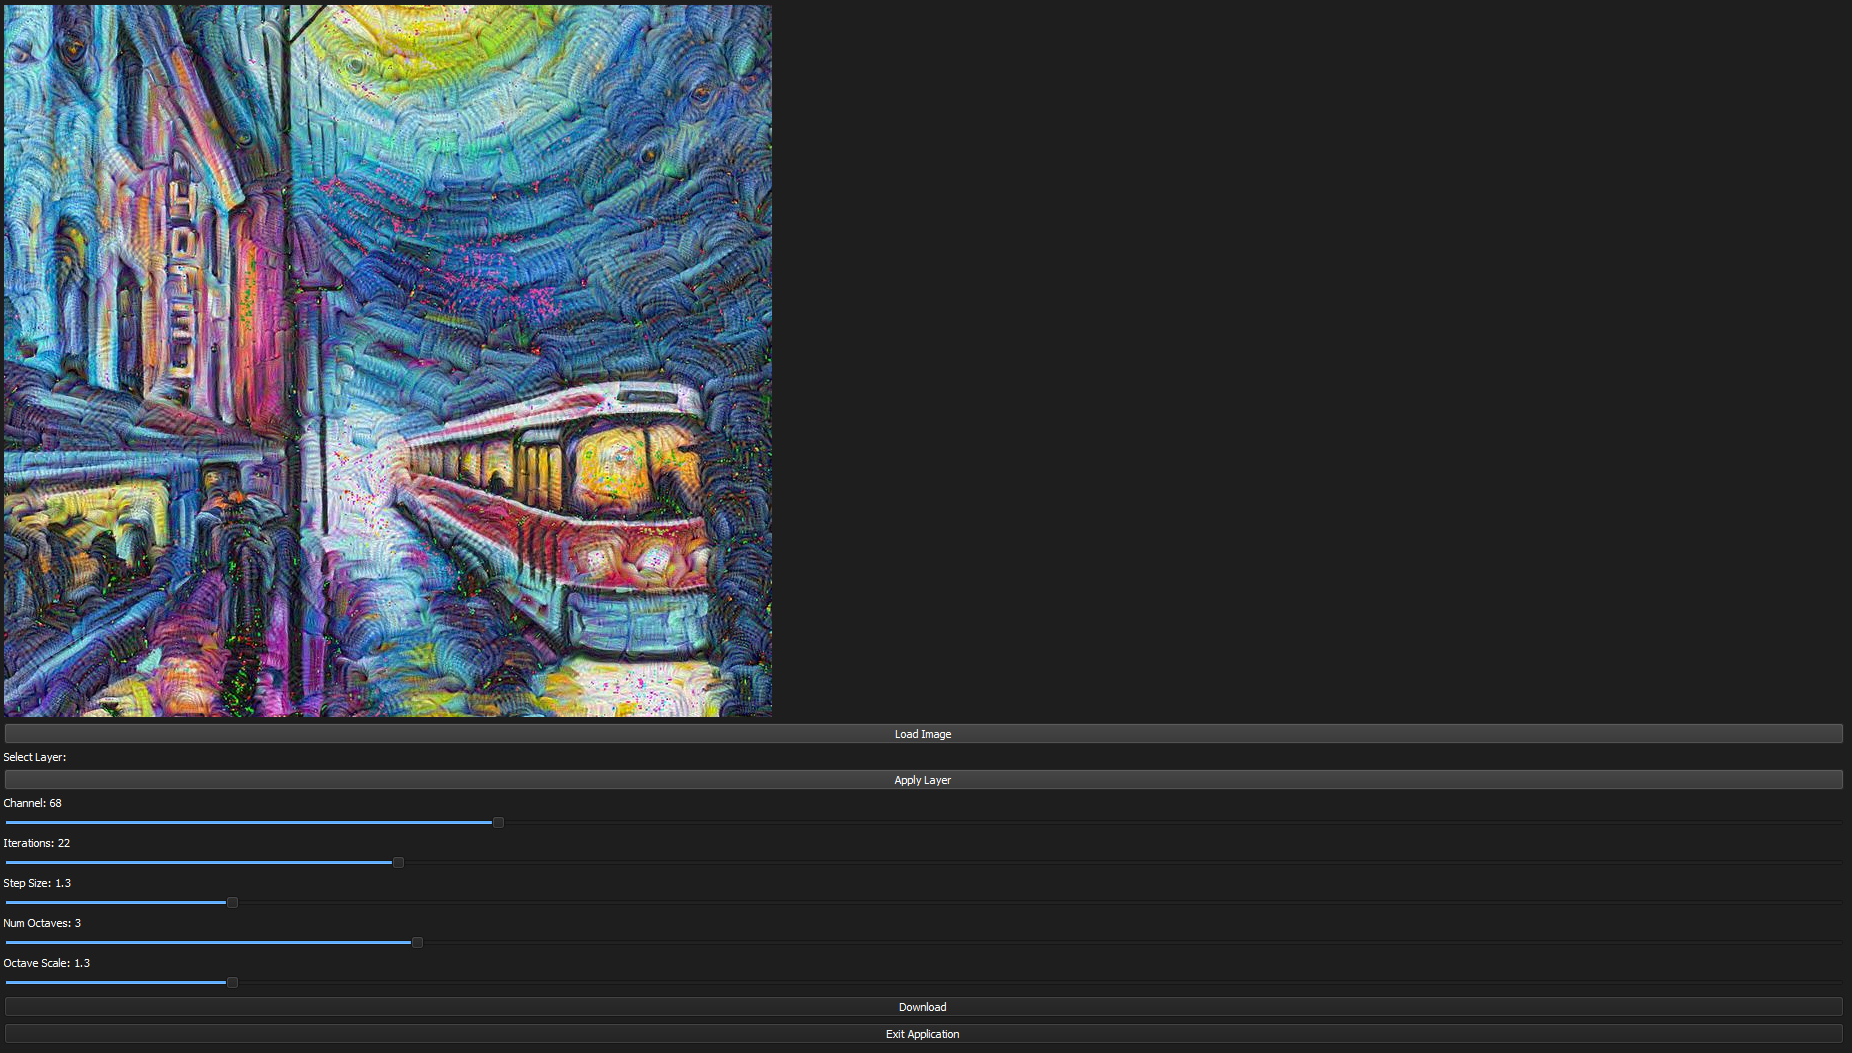 HOTEL
Load Image
Select Layer:
Apply Layer
Channel: 68
Iterations: 22
Step Size: 1.3
Num Octaves: 3
Octave Scale: 1.3
Download
Exit Application